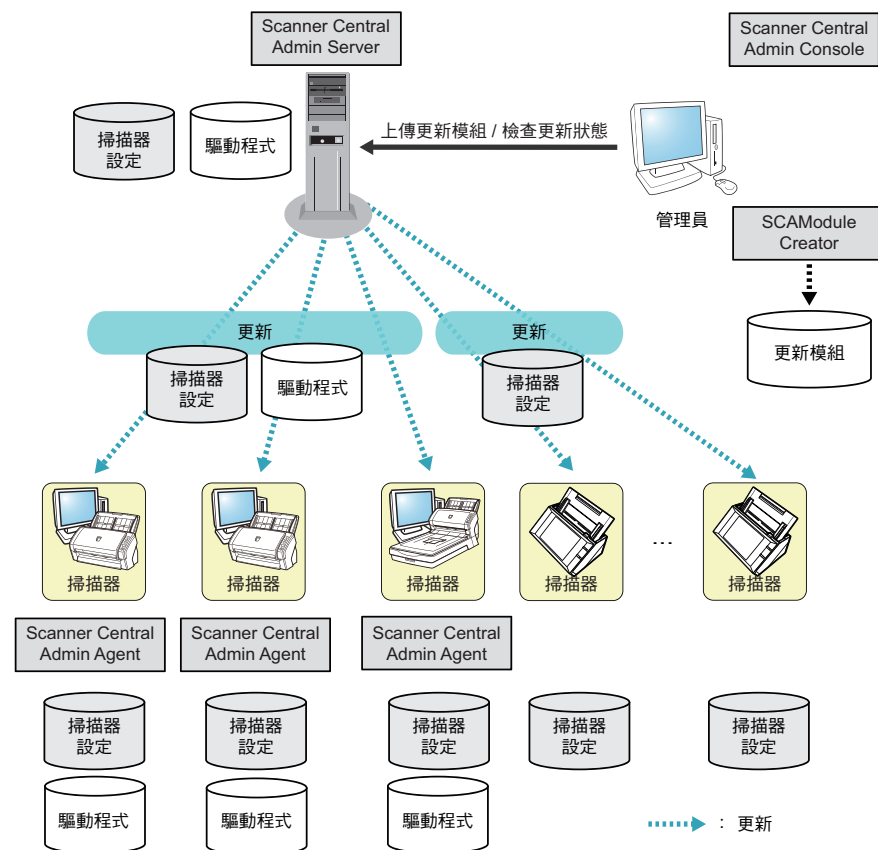 Scanner Central
Admin Server
Scanner Central
Admin Console
掃描器
設定
驅動程式
上傳更新模組 / 檢查更新狀態
管理員
SCAModule
Creator
更新模組
更新
更新
掃描器
設定
驅動程式
掃描器
設定
掃描器
掃描器
掃描器
掃描器
...
掃描器
Scanner Central
Admin Agent
Scanner Central
Admin Agent
Scanner Central
Admin Agent
掃描器
設定
掃描器
設定
掃描器
設定
掃描器
設定
掃描器
設定
驅動程式
驅動程式
驅動程式
： 更新